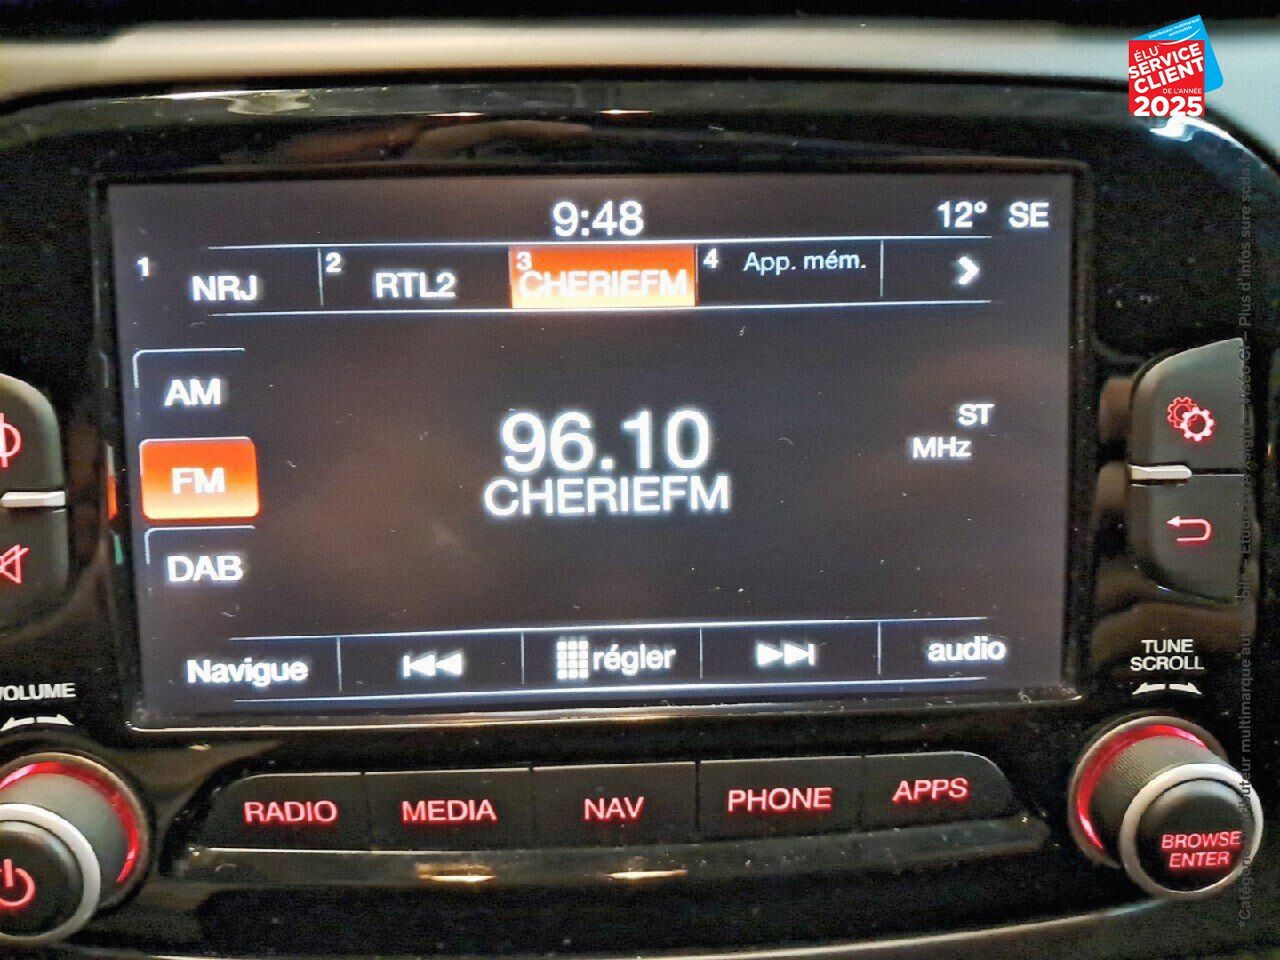 ÉLU
SERVICE
CLIENT
DE L'ANNÉE
2025
9:48
12° SE
1 NRJ
2 RTL2
3 CHERIEFM
4 App. mém.
AM
FM
DAB
96.10
CHERIEFM
ST
MHz
Navigue
régler
audio
VOLUME
TUNE
SCROLL
RADIO
MEDIA
NAV
PHONE
APPS
BROWSE
ENTER